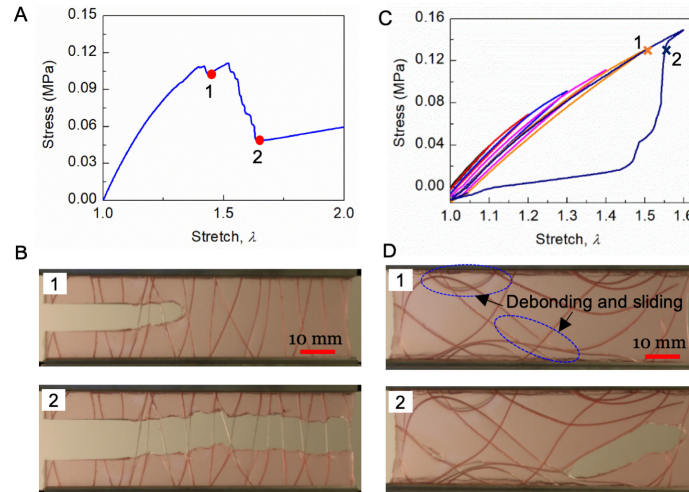 A
Stress (MPa)
0.15
0.12
0.09
0.06
0.03
0.00
1
2
1.0
1.5
2.0
Stretch, λ
B
1
10 mm
2
C
Stress (MPa)
0.16
0.12
0.08
0.04
0.00
1
2
1.0
1.1
1.2
1.3
1.4
1.5
1.6
Stretch, λ
D
1
Debonding and sliding
10 mm
2